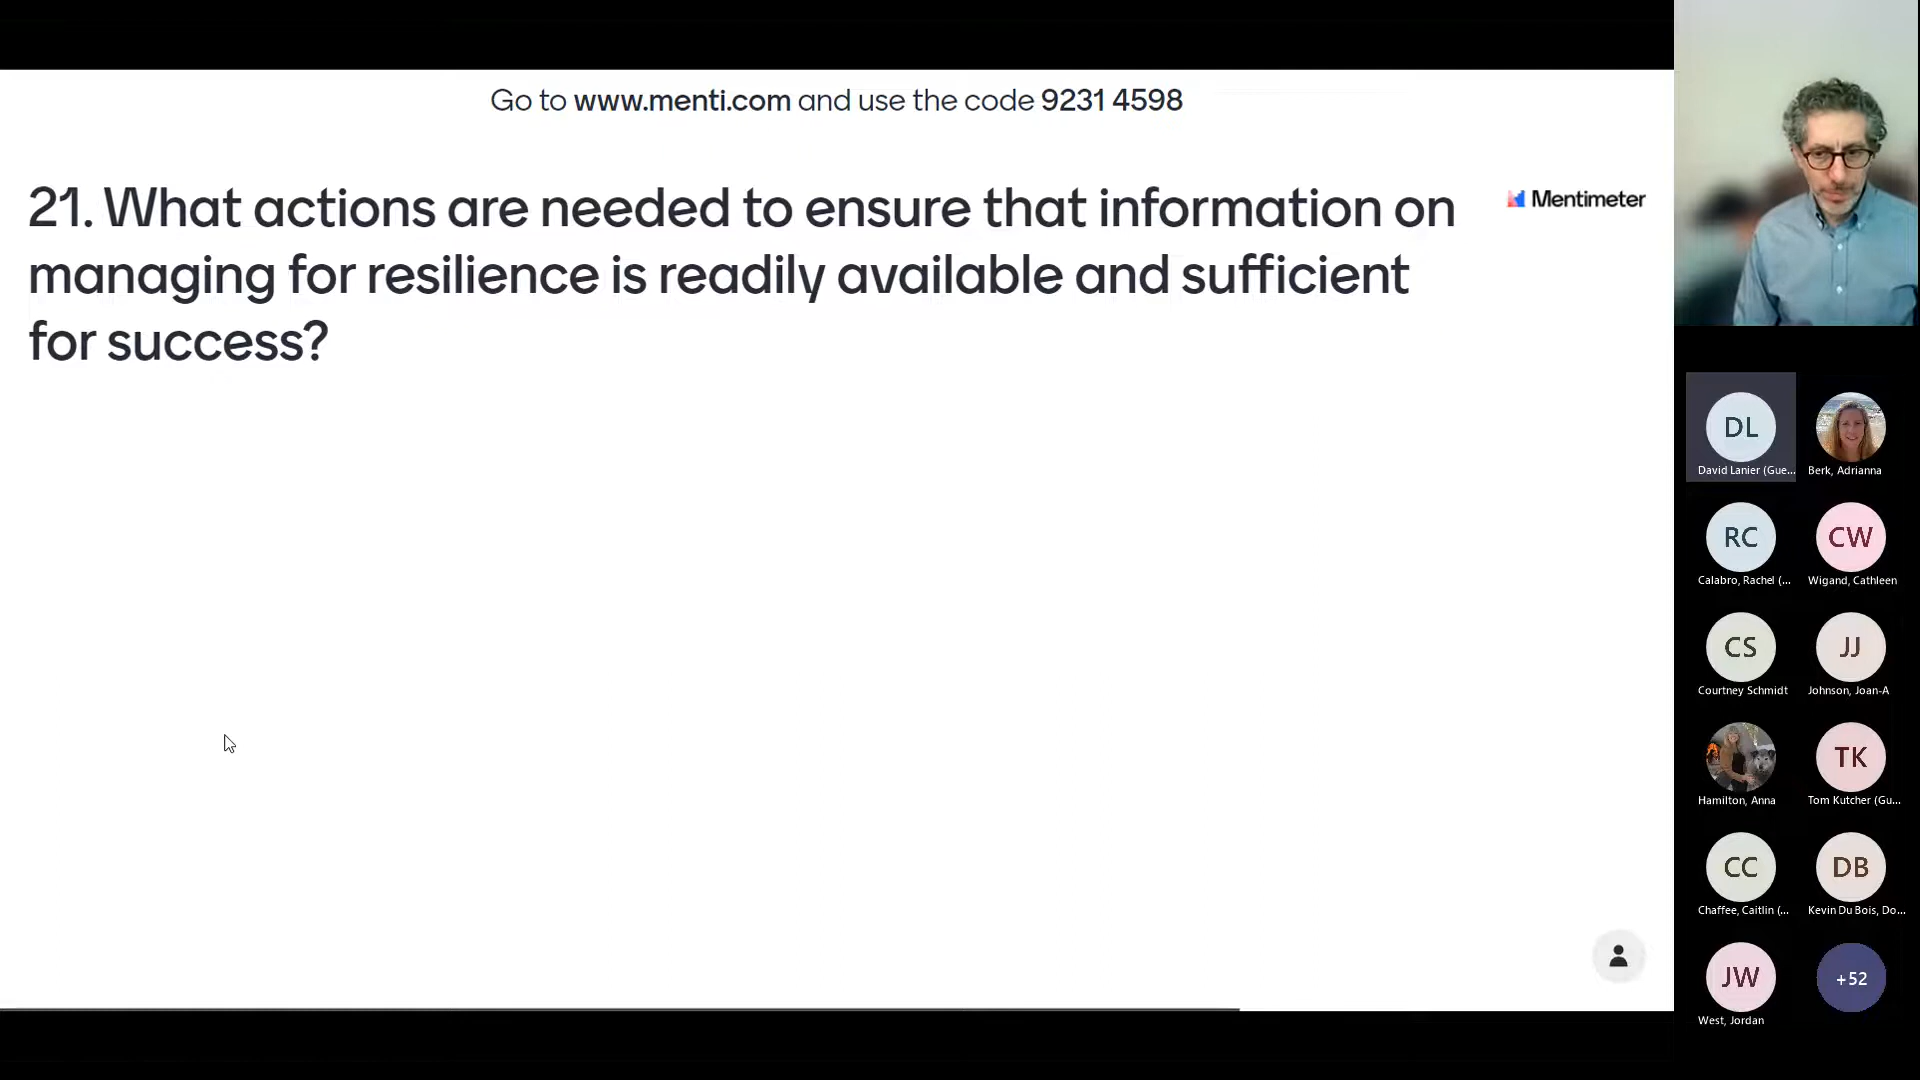 Go to www.menti.com and use the code 9231 4598
21. What actions are needed to ensure that information on
managing for resilience is readily available and sufficient
for success?
Mentimeter
DL
David Lanier (Gue...
Berk, Adrianna
RC
Calabro, Rachel (...
CW
Wigand, Cathleen
CS
Courtney Schmidt
JJ
Johnson, Joan-A
Hamilton, Anna
TK
Tom Kutcher (Gu...
CC
Chaffee, Caitlin (...
DB
Kevin Du Bois, Do...
JW
West, Jordan
+52